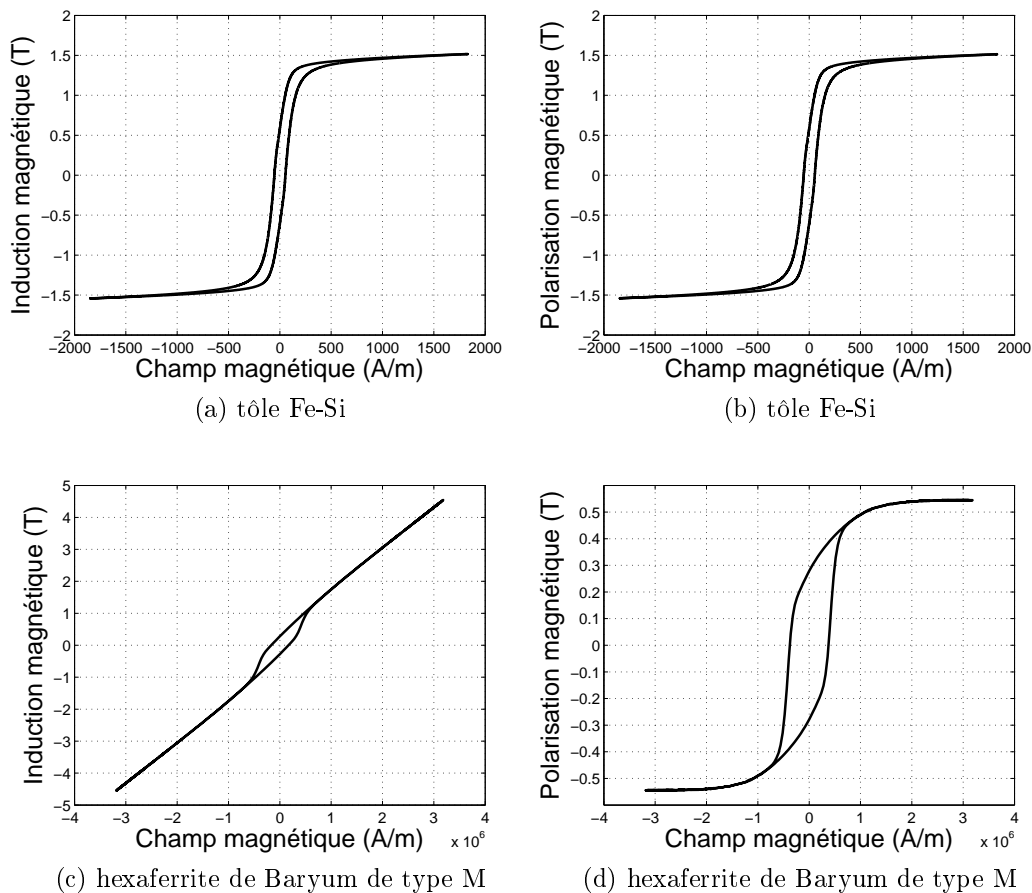 2
1.5
1
0.5
0
−0.5
−1
−1.5
−2
−2000 −1500 −1000 −500 0 500 1000 1500 2000
Induction magnétique (T)
Champ magnétique (A/m)
(a) tôle Fe-Si
2
1.5
1
0.5
0
−0.5
−1
−1.5
−2
−2000 −1500 −1000 −500 0 500 1000 1500 2000
Polarisation magnétique (T)
Champ magnétique (A/m)
(b) tôle Fe-Si
5
4
3
2
1
0
−1
−2
−3
−4
−5
−4 −3 −2 −1 0 1 2 3 4
x 10^6
Induction magnétique (T)
Champ magnétique (A/m)
(c) hexaferrite de Baryum de type M
0.5
0.4
0.3
0.2
0.1
0
−0.1
−0.2
−0.3
−0.4
−0.5
−4 −3 −2 −1 0 1 2 3 4
x 10^6
Polarisation magnétique (T)
Champ magnétique (A/m)
(d) hexaferrite de Baryum de type M